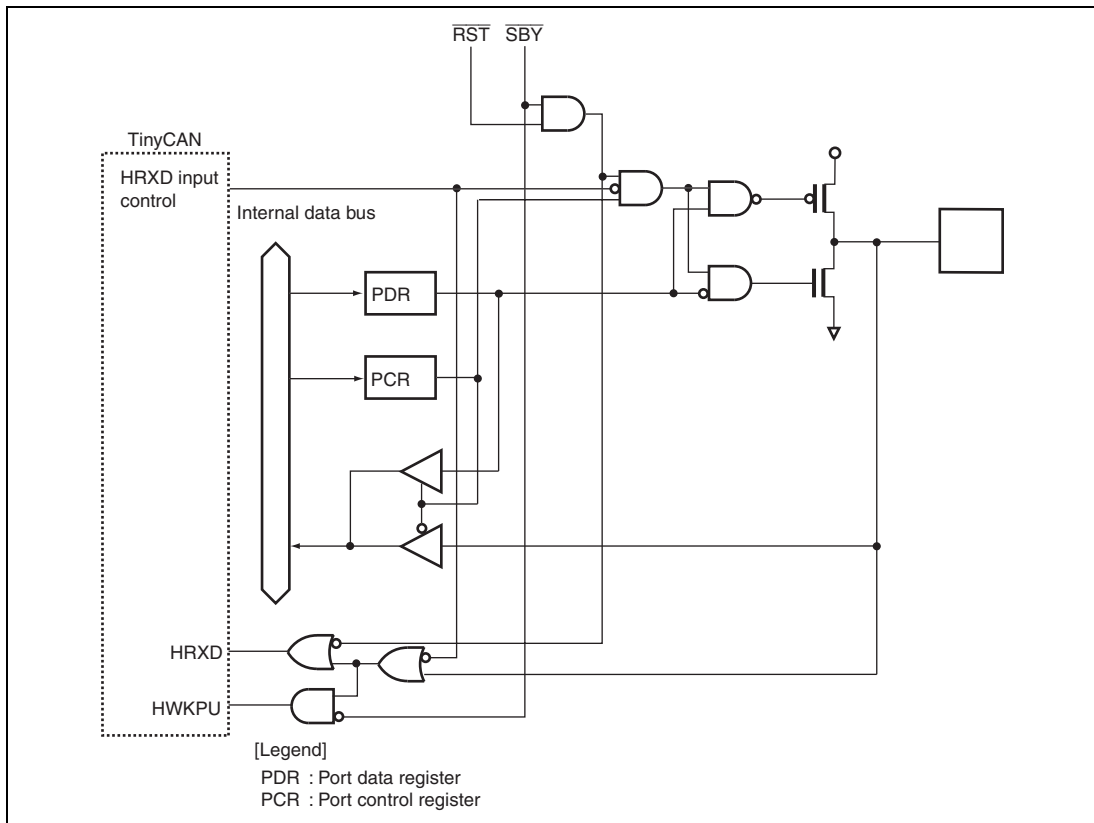 RST SBY
TinyCAN
HRXD input
control
Internal data bus
PDR
PCR
HRXD
HWKPU
[Legend]
PDR : Port data register
PCR : Port control register